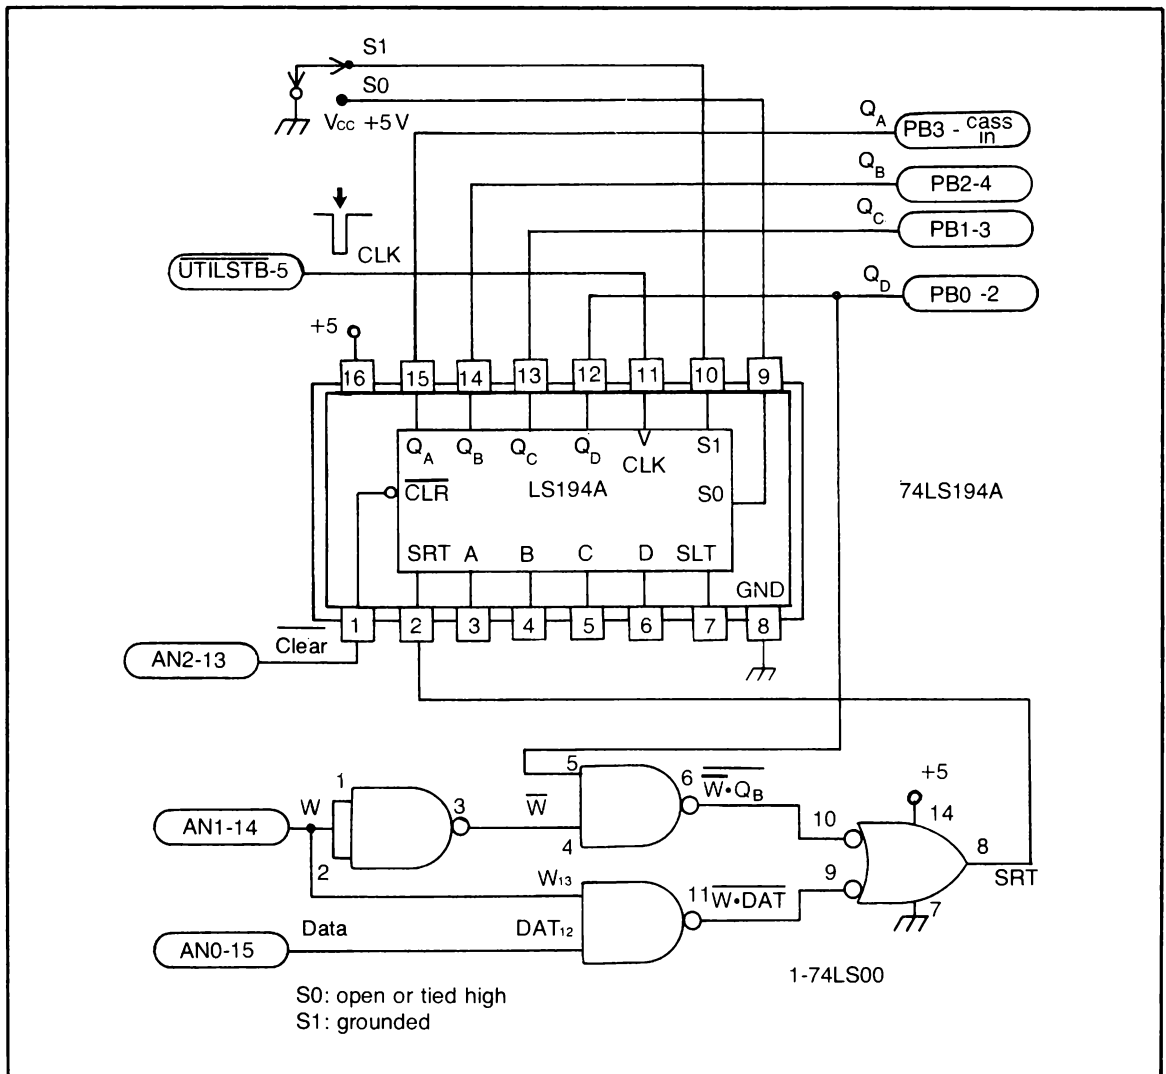 S1
S0
Vcc +5 V
QA
PB3 - cass in
QB
PB2-4
QC
PB1-3
CLK
UTILSTB-5
QD
PB0 -2
+5
16 15 14 13 12 11 10 9
QA QB QC QD CLK S1
CLR LS194A S0
74LS194A
SRT A B C D SLT
GND
1 2 3 4 5 6 7 8
Clear
AN2-13
5
6 W•QB
+5
1
AN1-14
W
3
W
10
14
2
4
8
9
SRT
W13
11 W•DAT
7
Data
DAT12
AN0-15
1-74LS00
S0: open or tied high
S1: grounded